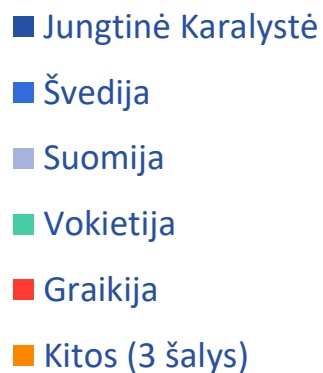 Jungtinė Karalystė
Švedija
Suomija
Vokietija
Graikija
Kitos (3 šalys)